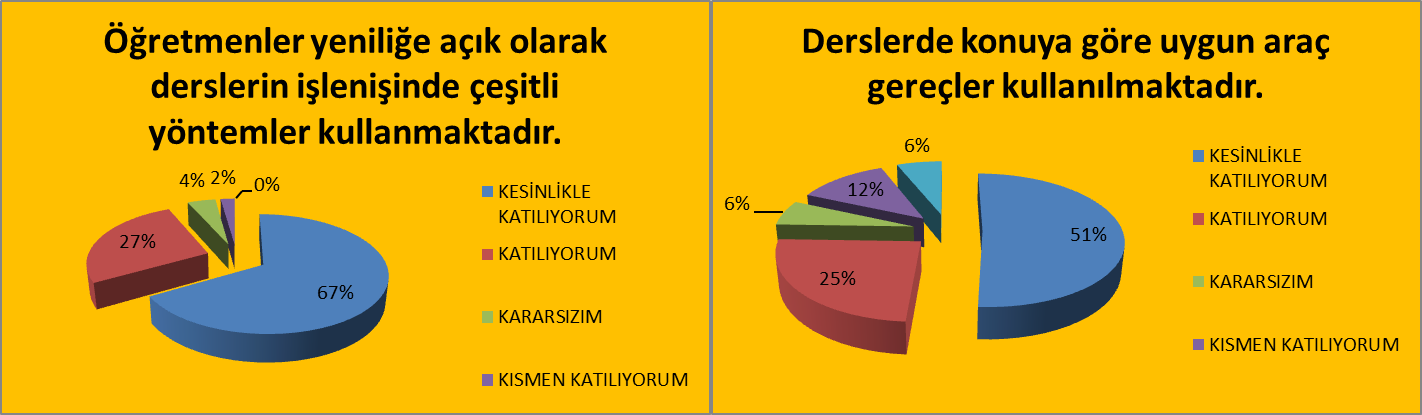 Öğretmenler yeniliğe açık olarak
derslerin işlenişinde çeşitli
yöntemler kullanmaktadır.
67%
27%
4%
2%
0%
KESİNLİKLE
KATILIYORUM
KATILIYORUM
KARARSIZIM
KISMEN KATILIYORUM
Derslerde konuya göre uygun araç
gereçler kullanılmaktadır.
51%
25%
6%
12%
6%
KESİNLİKLE
KATILIYORUM
KATILIYORUM
KARARSIZIM
KISMEN KATILIYORUM